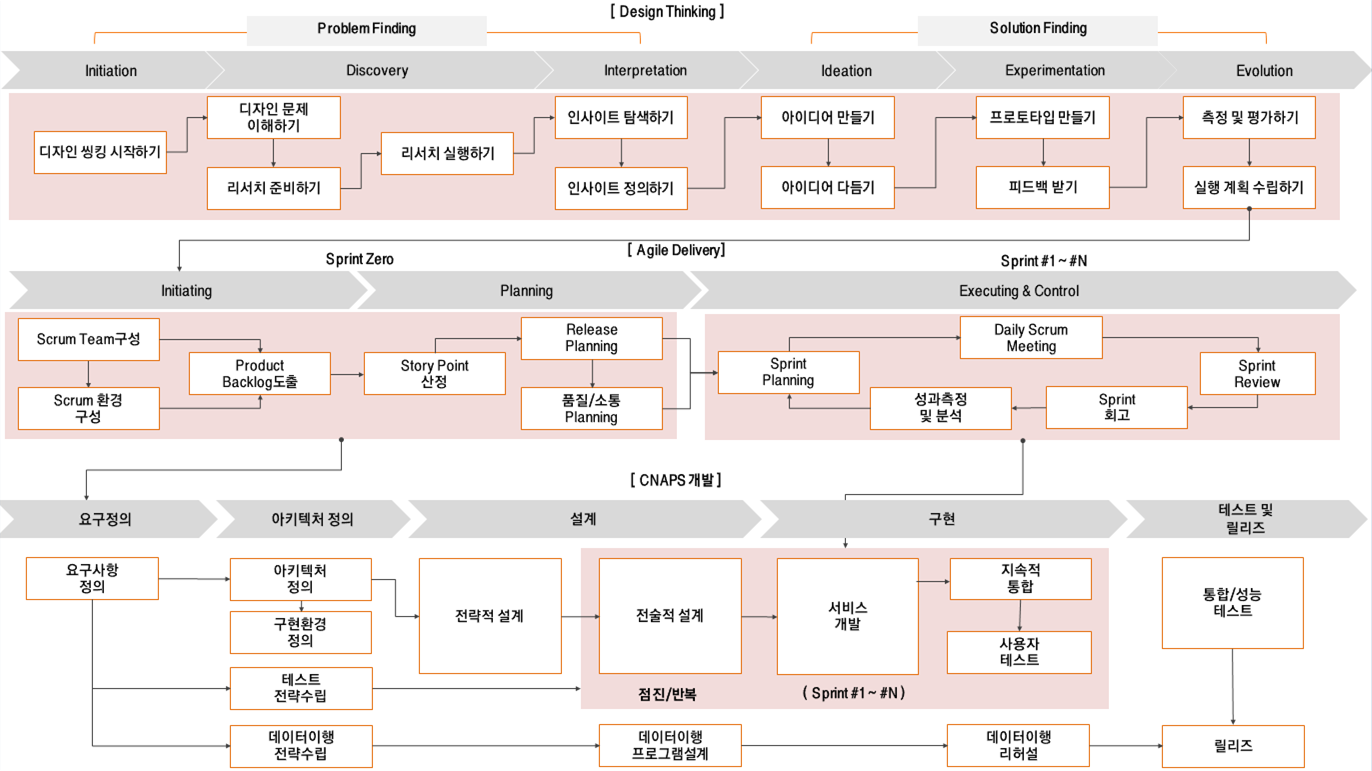 [ Design Thinking ]
Problem Finding
Solution Finding
Initiation
Discovery
Interpretation
Ideation
Experimentation
Evolution
디자인 씽킹 시작하기
디자인 문제
이해하기
리서치 준비하기
리서치 실행하기
인사이트 탐색하기
인사이트 정의하기
아이디어 만들기
아이디어 다듬기
프로토타입 만들기
피드백 받기
측정 및 평가하기
실행 계획 수립하기
[ Agile Delivery]
Sprint Zero
Sprint #1 ~ #N
Initiating
Planning
Executing & Control
Scrum Team구성
Scrum 환경
구성
Product
Backlog도출
Story Point
산정
Release
Planning
품질/소통
Planning
Sprint
Planning
Daily Scrum
Meeting
Sprint
Review
Sprint
회고
성과측정
및 분석
[ CNAPS 개발 ]
요구정의
아키텍처 정의
설계
구현
테스트 및
릴리즈
요구사항
정의
아키텍처
정의
구현환경
정의
테스트
전략수립
데이터이행
전략수립
전략적 설계
전술적 설계
점진/반복
서비스
개발
( Sprint #1 ~ #N )
지속적
통합
사용자
테스트
통합/성능
테스트
데이터이행
프로그램설계
데이터이행
리허설
릴리즈